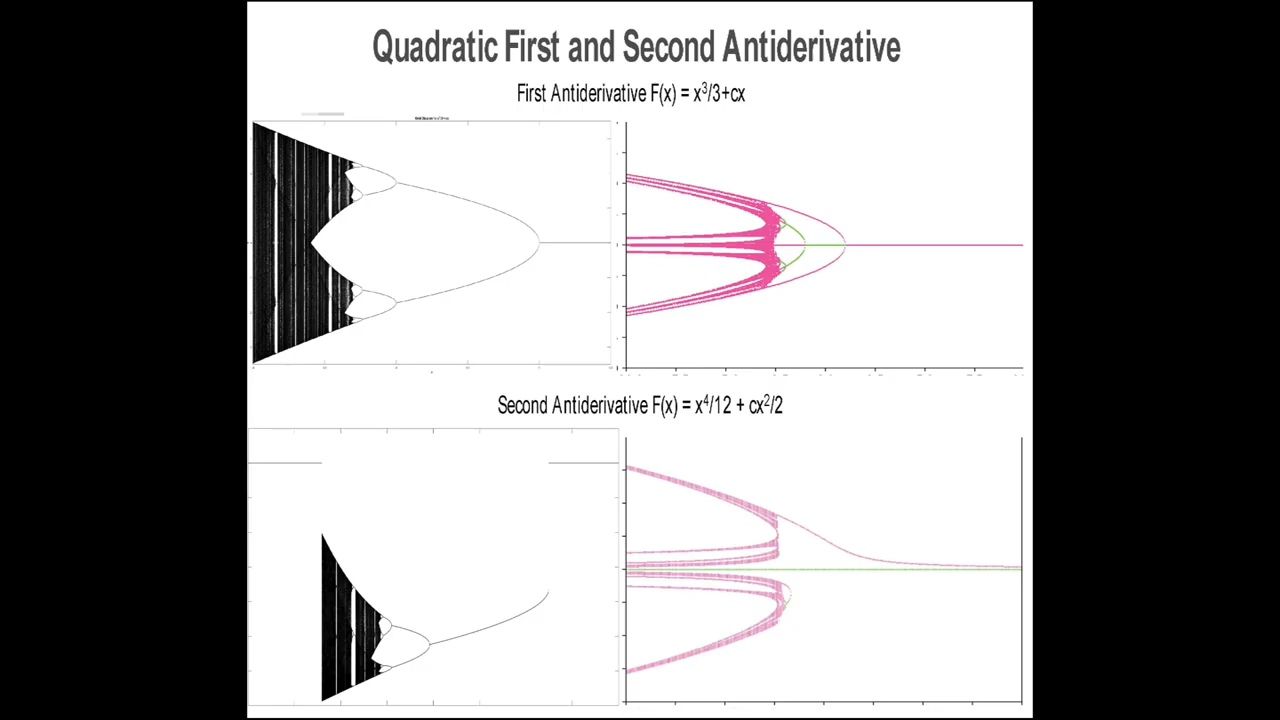 Quadratic First and Second Antiderivative
First Antiderivative F(x) = x³/3+cx
Second Antiderivative F(x) = x⁴/12 + cx²/2